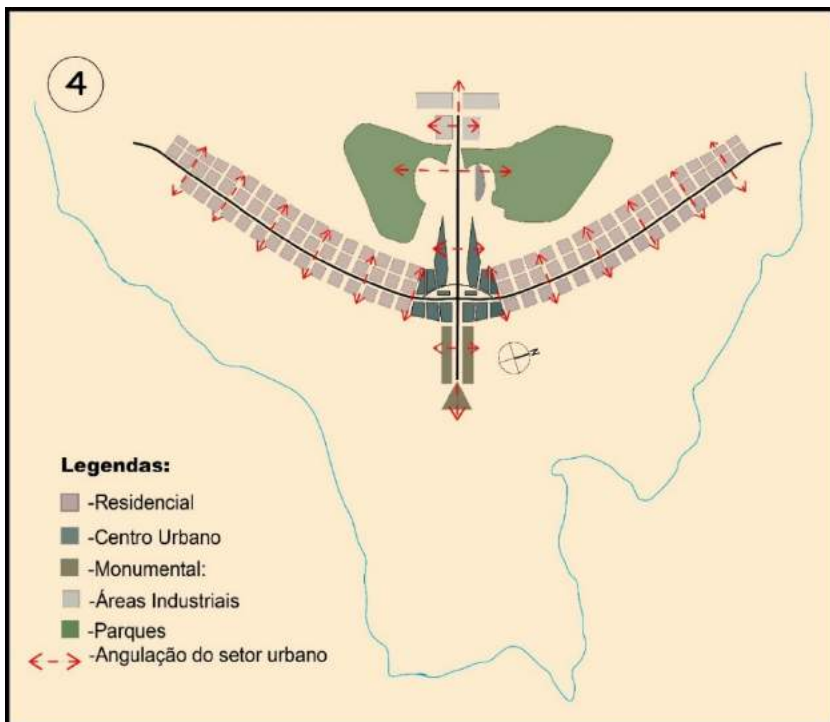 4
N
Legendas:
-Residencial
-Centro Urbano
-Monumental:
-Áreas Industriais
-Parques
-Angulação do setor urbano